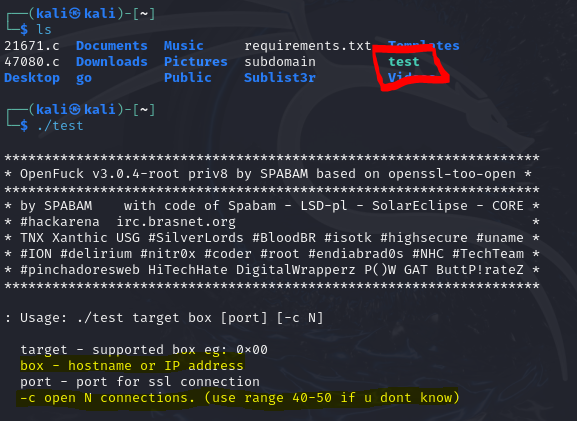 (kali㉿kali)-[~]
$ ls
21671.c Documents Music requirements.txt Templates
47080.c Downloads Pictures subdomain test
Desktop go Public Sublist3r Videos
(kali㉿kali)-[~]
$ ./test
*******************************************************************
* OpenFuck v3.0.4-root priv8 by SPABAM based on openssl-too-open *
*******************************************************************
* by SPABAM with code of Spabam - LSD-pl - SolarEclipse - CORE *
* #hackarena irc.brasnet.org *
* TNX Xanthic USG #SilverLords #BloodBR #isotk #highsecure #uname *
* #ION #delirium #nitr0x #coder #root #endiabrad0s #NHC #TechTeam *
* #pinchadoresweb HiTechHate DigitalWrapperz P()W GAT ButtP!rateZ *
*******************************************************************
: Usage: ./test target box [port] [-c N]
target - supported box eg: 0×00
box - hostname or IP address
port - port for ssl connection
-c open N connections. (use range 40-50 if u dont know)